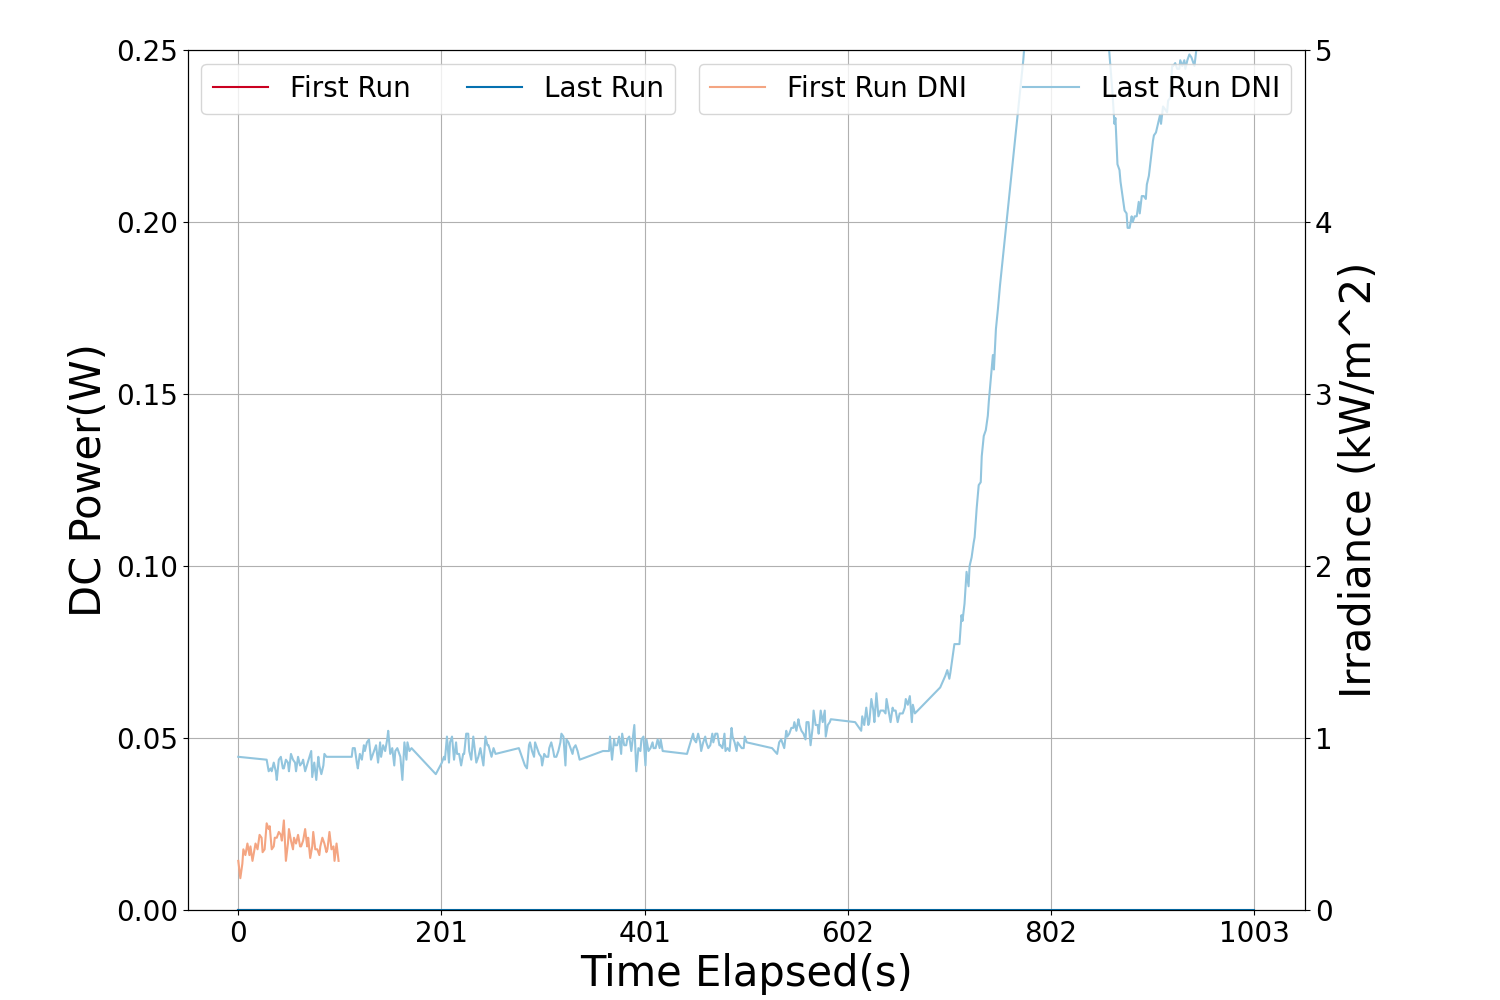 First Run
Last Run
First Run DNI
Last Run DNI
0.25
0.20
0.15
0.10
0.05
0.00
DC Power(W)
5
4
3
2
1
0
Irradiance (kW/m^2)
0 201 401 602 802 1003
Time Elapsed(s)